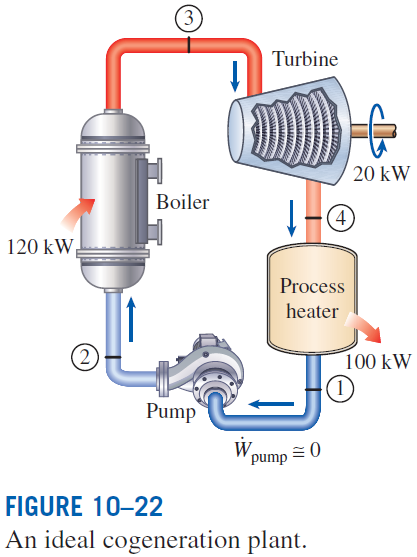 3
Turbine
20 kW
Boiler
120 kW
4
Process
heater
100 kW
2
1
Pump
Ẇpump ≅ 0
FIGURE 10–22
An ideal cogeneration plant.